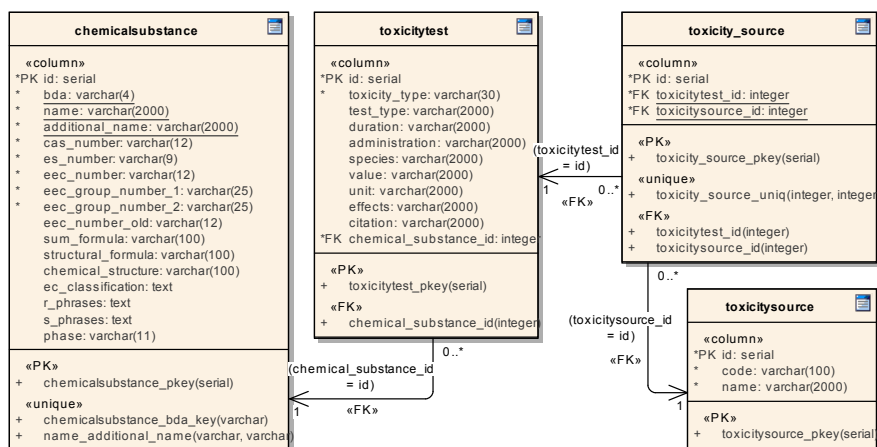 chemicalsubstance
«column»
*PK id: serial
* bda: varchar(4)
* name: varchar(2000)
* additional_name: varchar(2000)
* cas_number: varchar(12)
* es_number: varchar(9)
* eec_number: varchar(12)
* eec_group_number_1: varchar(25)
* eec_group_number_2: varchar(25)
eec_number_old: varchar(12)
sum_formula: varchar(100)
structural_formula: varchar(100)
chemical_structure: varchar(100)
ec_classification: text
r_phrases: text
s_phrases: text
phase: varchar(11)
«PK»
+ chemicalsubstance_pkey(serial)
«unique»
+ chemicalsubstance_bda_key(varchar)
+ name_additional_name(varchar, varchar)
toxicitytest
«column»
*PK id: serial
* toxicity_type: varchar(30)
test_type: varchar(2000)
duration: varchar(2000)
administration: varchar(2000)
species: varchar(2000)
value: varchar(2000)
unit: varchar(2000)
effects: varchar(2000)
citation: varchar(2000)
*FK chemical_substance_id: integer
«PK»
+ toxicitytest_pkey(serial)
«FK»
+ chemical_substance_id(integer)
0..*
(chemical_substance_id
= id)
1
«FK»
toxicity_source
«column»
*PK id: serial
*FK toxicitytest_id: integer
*FK toxicitysource_id: integer
«PK»
+ toxicity_source_pkey(serial)
«unique»
+ toxicity_source_uniq(integer, integer
«FK»
+ toxicitytest_id(integer)
+ toxicitysource_id(integer)
(toxicitytest_id
= id)
1
0..*
«FK»
0..*
(toxicitysource_id
= id)
«FK»
1
toxicitysource
«column»
*PK id: serial
* code: varchar(100)
* name: varchar(2000)
«PK»
+ toxicitysource_pkey(serial)